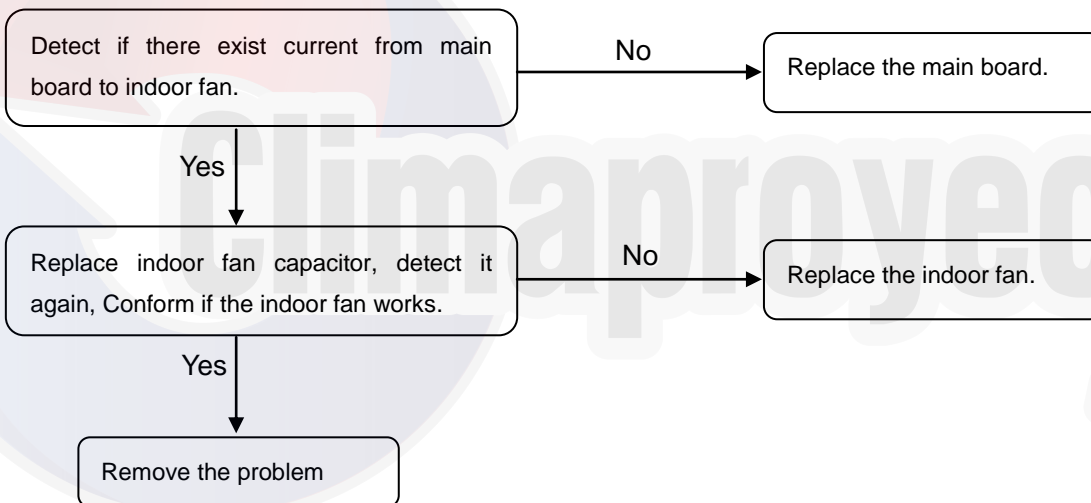 Detect if there exist current from main
board to indoor fan.
No
Replace the main board.
Yes
Replace indoor fan capacitor, detect it
again, Conform if the indoor fan works.
No
Replace the indoor fan.
Yes
Remove the problem
Climaproyec